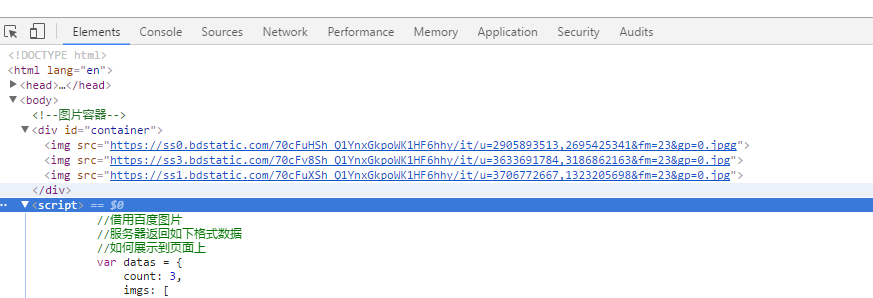 Elements Console Sources Network Performance Memory Application Security Audits
<!DOCTYPE html>
<html lang="en">
<head>…</head>
<body>
<!--图片容器-->
<div id="container">
<img src="https://ss0.bdstatic.com/70cFuHSh_Q1YnxGkpoWK1HF6hhy/it/u=2905893513,2695425341&fm=23&gp=0.jpgg">
<img src="https://ss3.bdstatic.com/70cFv8Sh_Q1YnxGkpoWK1HF6hhy/it/u=3633691784,3186862163&fm=23&gp=0.jpg">
<img src="https://ss1.bdstatic.com/70cFuXSh_Q1YnxGkpoWK1HF6hhy/it/u=3706772667,1323205698&fm=23&gp=0.jpg">
</div>
<script> == $0
//借用百度图片
//服务器返回如下格式数据
//如何展示到页面上
var datas = {
count: 3,
imgs: [